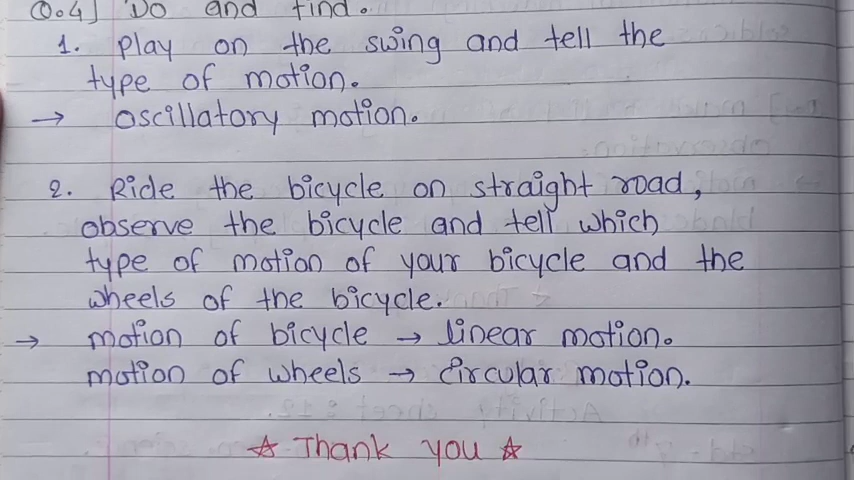 Q.4] Do and find.
1. Play on the swing and tell the
type of motion.
→ oscillatory motion.
2. Ride the bicycle on straight road,
observe the bicycle and tell which
type of motion of your bicycle and the
wheels of the bicycle.
→ motion of bicycle → linear motion.
motion of wheels → circular motion.
☆ Thank you ☆